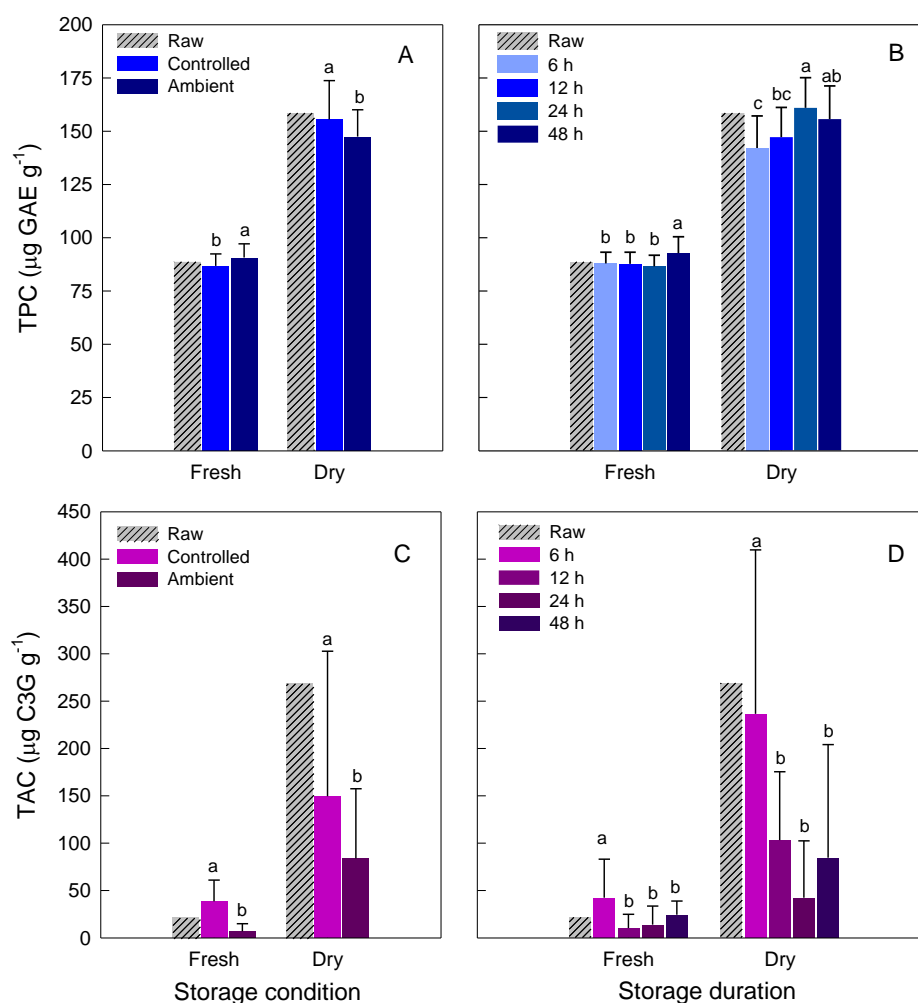 TPC (μg GAE g-1)
200
175
150
125
100
75
50
25
0
Raw
Controlled
Ambient
A
b
a
a
b
Fresh
Dry
Raw
6 h
12 h
24 h
48 h
B
b
b
b
a
c
bc
a
ab
Fresh
Dry
TAC (μg C3G g-1)
450
400
350
300
250
200
150
100
50
0
Raw
Controlled
Ambient
C
a
b
a
b
Fresh
Dry
Storage condition
Raw
6 h
12 h
24 h
48 h
D
a
b
b
b
a
b
b
b
Fresh
Dry
Storage duration